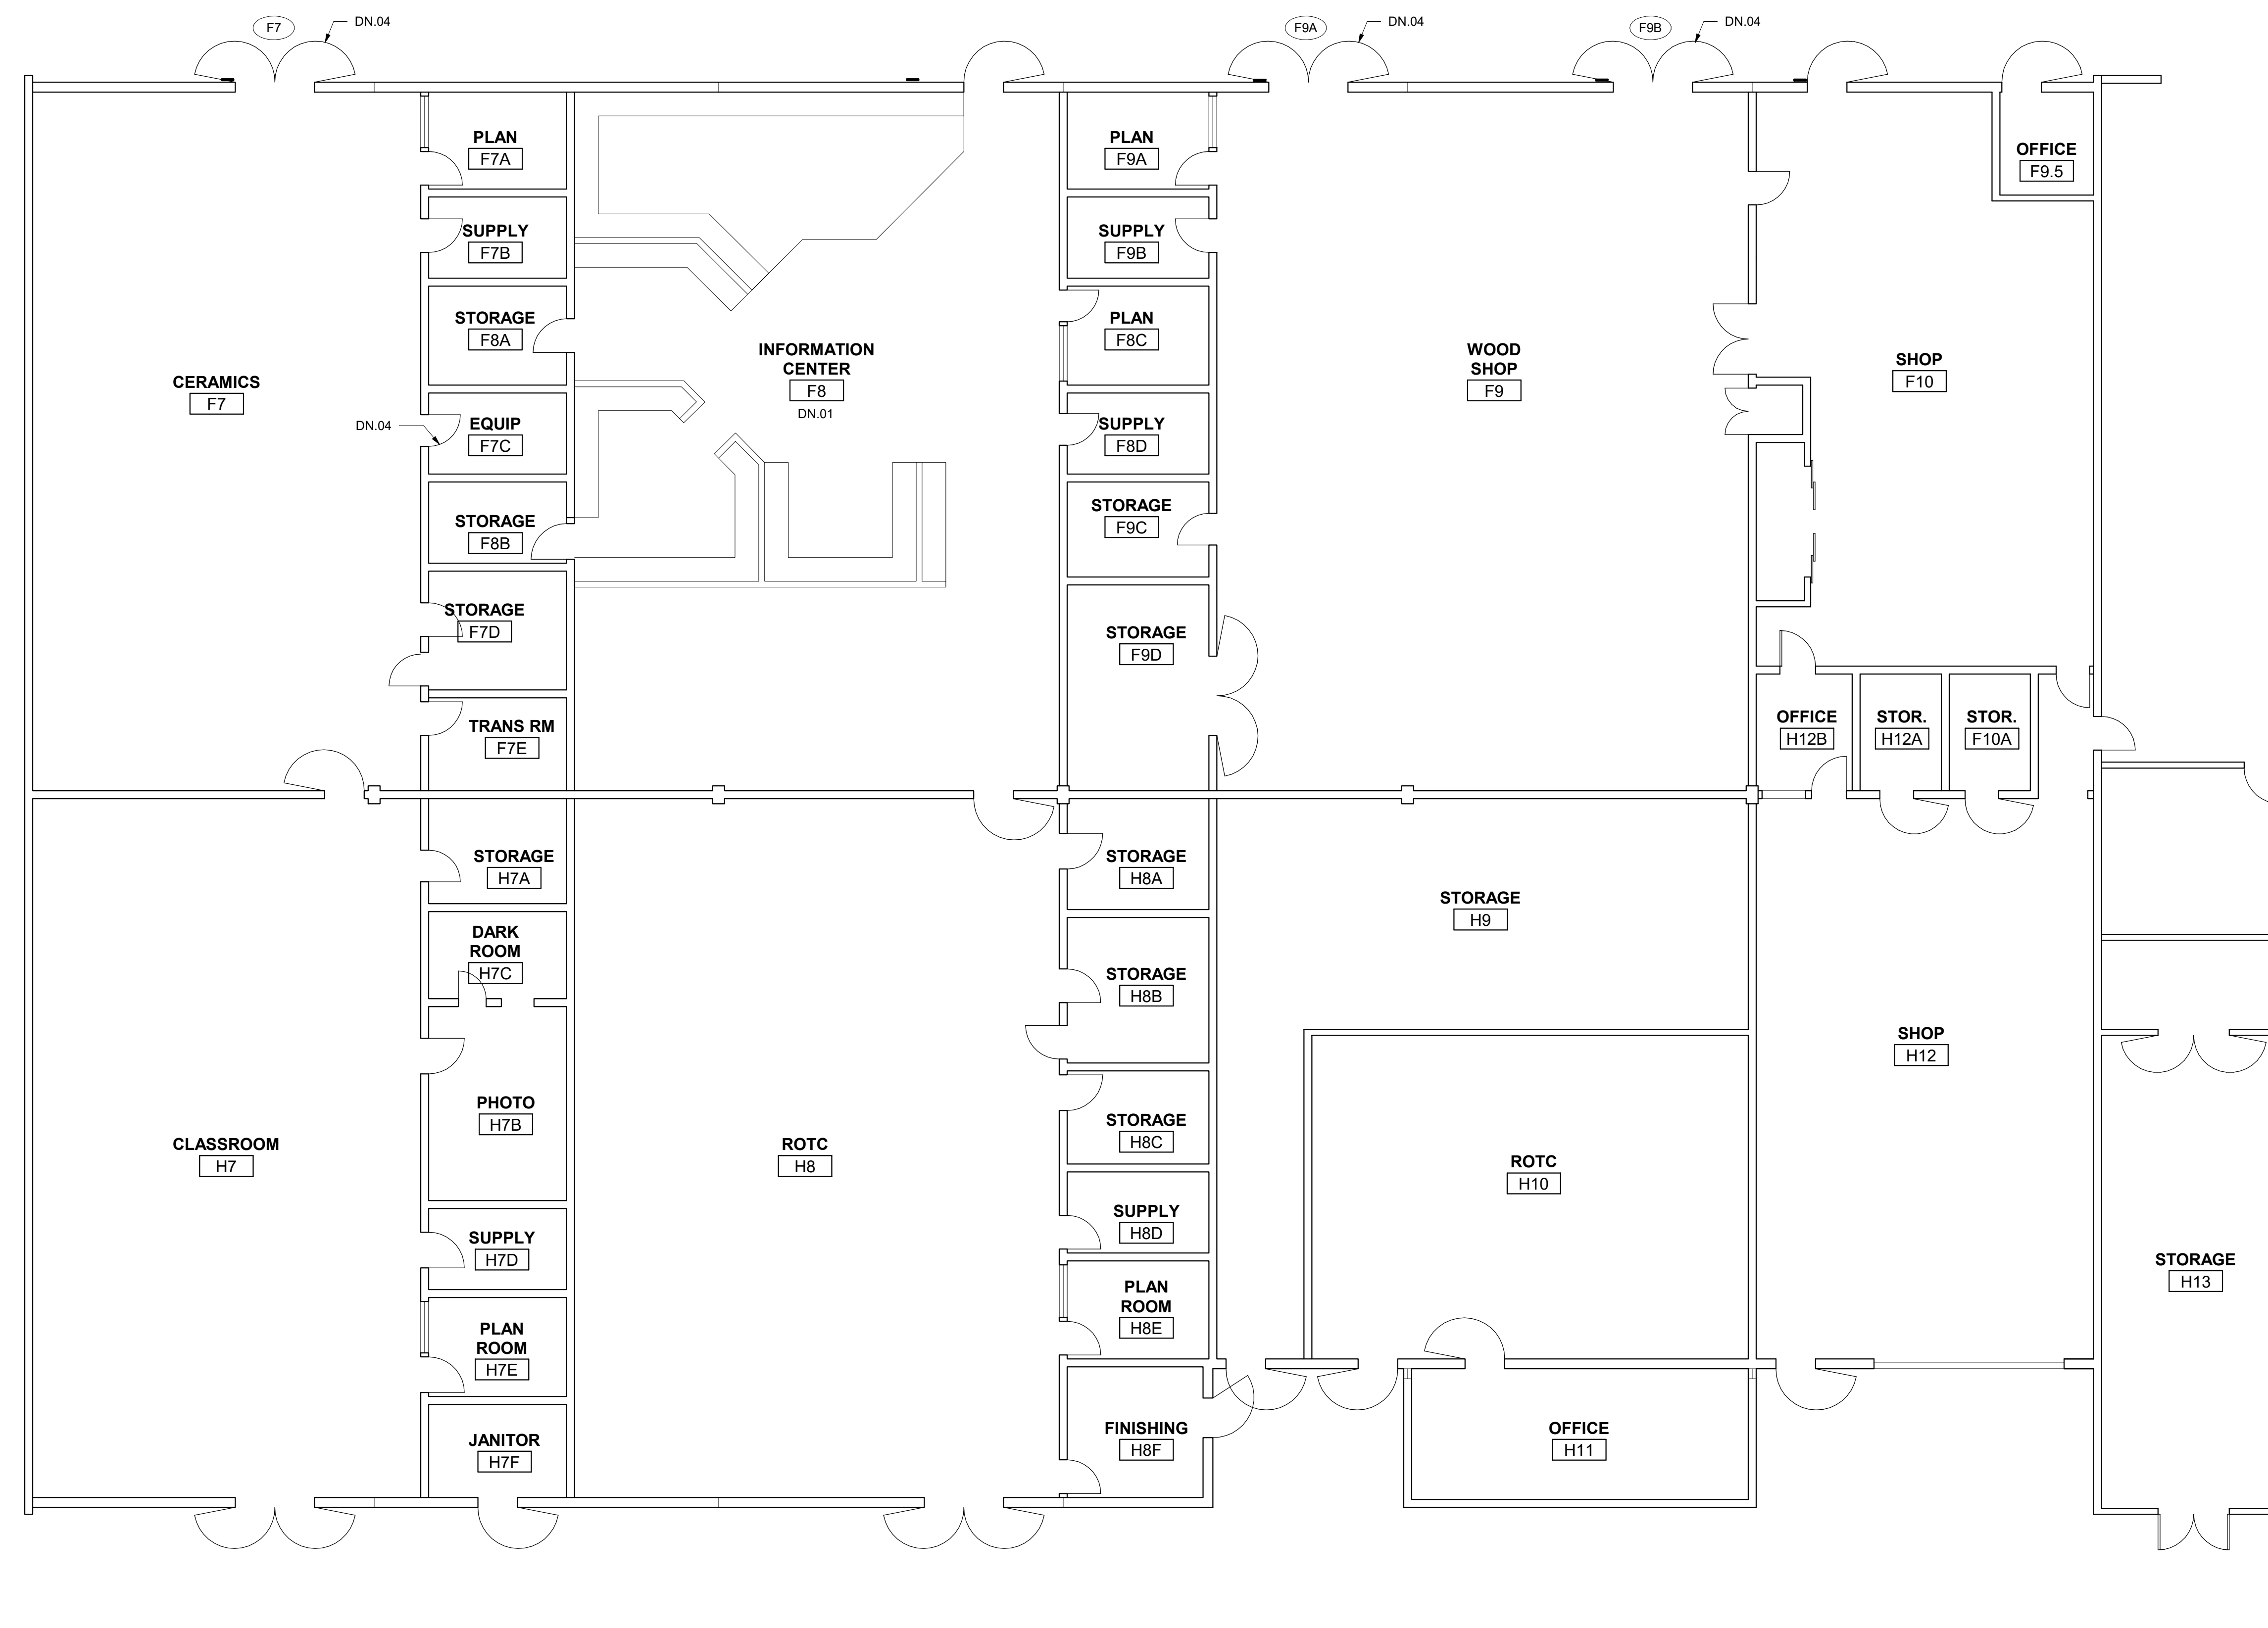 F7
DN.04
F9A
DN.04
F9B
DN.04
PLAN
F7A
PLAN
F9A
OFFICE
F9.5
SUPPLY
F7B
SUPPLY
F9B
STORAGE
F8A
PLAN
F8C
INFORMATION
CENTER
F8
DN.01
WOOD
SHOP
F9
SHOP
F10
CERAMICS
F7
DN.04
EQUIP
F7C
SUPPLY
F8D
STORAGE
F8B
STORAGE
F9C
STORAGE
F7D
STORAGE
F9D
TRANS RM
F7E
OFFICE
H12B
STOR.
H12A
STOR.
F10A
STORAGE
H7A
STORAGE
H8A
STORAGE
H9
DARK
ROOM
H7C
STORAGE
H8B
SHOP
H12
PHOTO
H7B
STORAGE
H8C
CLASSROOM
H7
ROTC
H8
ROTC
H10
SUPPLY
H7D
SUPPLY
H8D
STORAGE
H13
PLAN
ROOM
H7E
PLAN
ROOM
H8E
JANITOR
H7F
FINISHING
H8F
OFFICE
H11